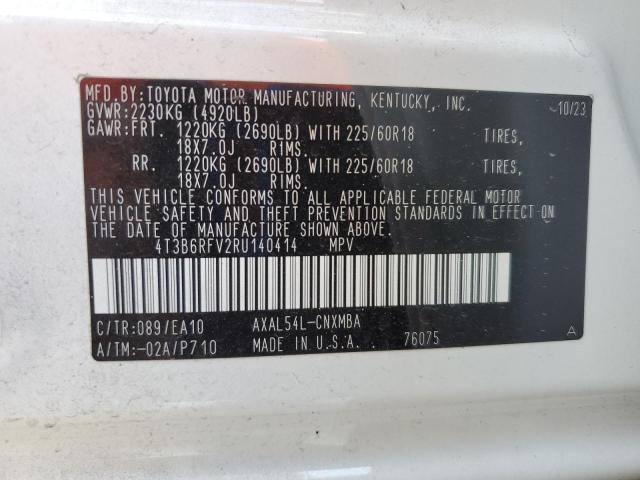 MFD.BY:TOYOTA MOTOR MANUFACTURING, KENTUCKY, INC. 10/23
GVWR:2230KG (4920LB)
GAWR:FRT. 1220KG (2690LB) WITH 225/60R18 TIRES,
18X7.0J RIMS.
RR. 1220KG (2690LB) WITH 225/60R18 TIRES,
18X7.0J RIMS.
THIS VEHICLE CONFORMS TO ALL APPLICABLE FEDERAL MOTOR
VEHICLE SAFETY AND THEFT PREVENTION STANDARDS IN EFFECT ON
THE DATE OF MANUFACTURE SHOWN ABOVE.
4T3B6RFV2RU140414 MPV
C/TR:089/EA10 AXAL54L-CNXMBA A
A/TM:-02A/P710 MADE IN U.S.A. 76075